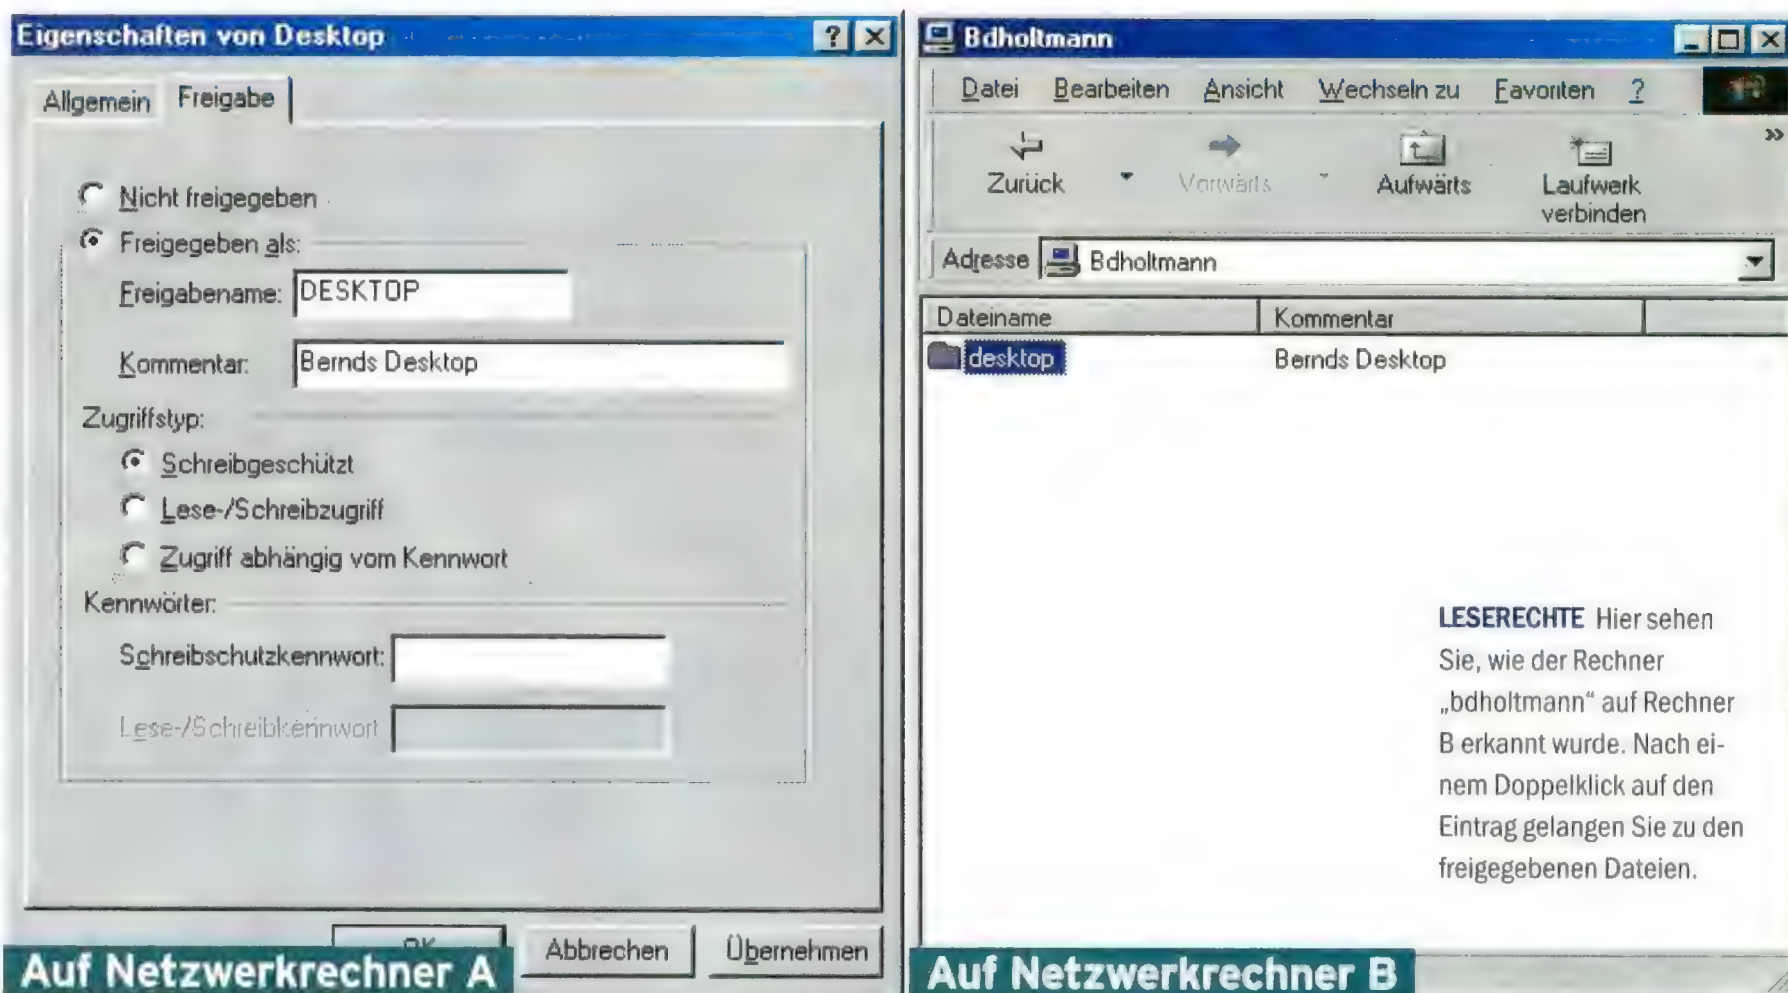 Eigenschaften von Desktop
Allgemein
Freigabe
Nicht freigegeben
Freigegeben als:
Freigabename: DESKTOP
Kommentar: Bernds Desktop
Zugriffstyp:
Schreibgeschützt
Lese-/Schreibzugriff
Zugriff abhängig vom Kennwort
Kennwörter:
Schreibschutzkennwort:
Lese-/Schreibkennwort
OK
Abbrechen
Übernehmen
Auf Netzwerkrechner A
Bdholtmann
Datei Bearbeiten Ansicht Wechseln zu Favoriten ?
Zurück Vorwärts Aufwärts Laufwerk
verbinden
»
Adresse Bdholtmann
Dateiname Kommentar
desktop Bernds Desktop
LESERECHTE Hier sehen
Sie, wie der Rechner
„bdholtmann“ auf Rechner
B erkannt wurde. Nach ei-
nem Doppelklick auf den
Eintrag gelangen Sie zu den
freigegebenen Dateien.
Auf Netzwerkrechner B